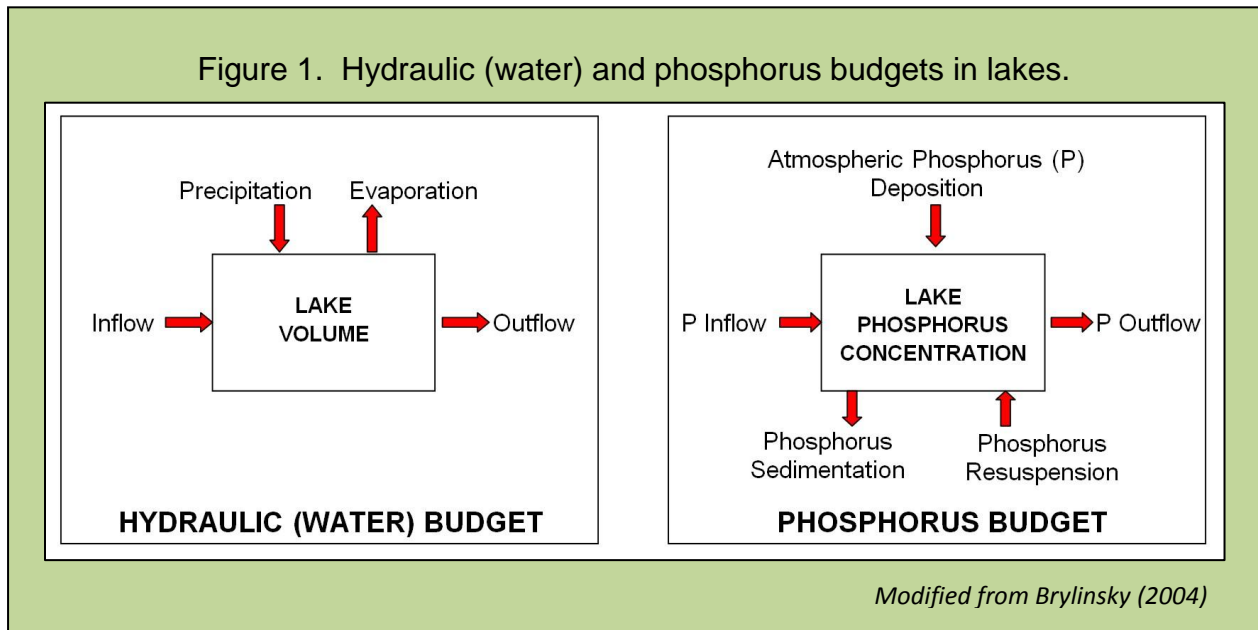 Figure 1. Hydraulic (water) and phosphorus budgets in lakes.
Precipitation Evaporation
Inflow
LAKE
VOLUME
Outflow
HYDRAULIC (WATER) BUDGET
Atmospheric Phosphorus (P)
Deposition
P Inflow
LAKE
PHOSPHORUS
CONCENTRATION
P Outflow
Phosphorus
Sedimentation
Phosphorus
Resuspension
PHOSPHORUS BUDGET
Modified from Brylinsky (2004)